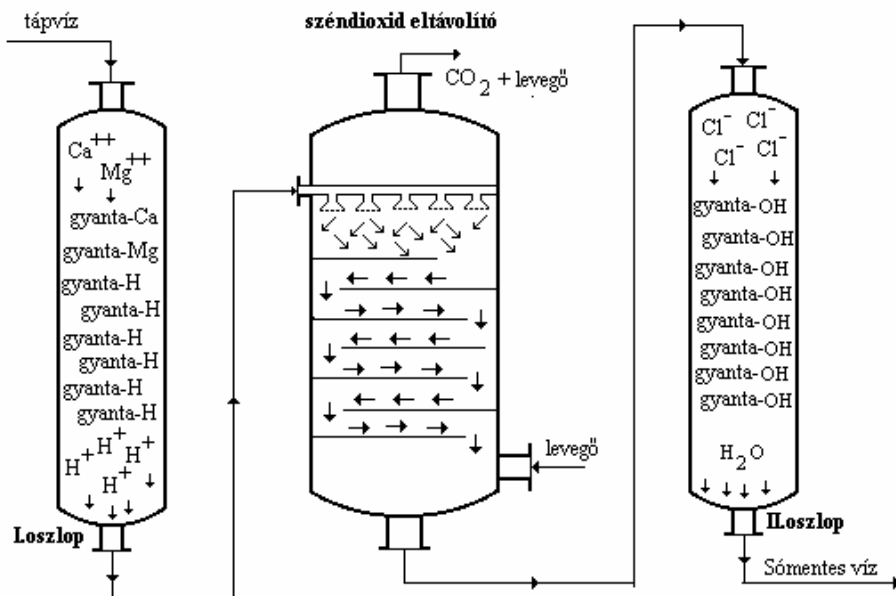 tápvíz
Ca++
Mg++
gyanta-Ca
gyanta-Mg
gyanta-H
gyanta-H
gyanta-H
gyanta-H
gyanta-H
gyanta-H
H+ H+ H+
H+
I.oszlop
széndioxid eltávolító
CO2 + levegő
levegő
Cl- Cl-
Cl- Cl-
gyanta-OH
gyanta-OH
gyanta-OH
gyanta-OH
gyanta-OH
gyanta-OH
gyanta-OH
gyanta-OH
H2O
II.oszlop
Sómentes víz